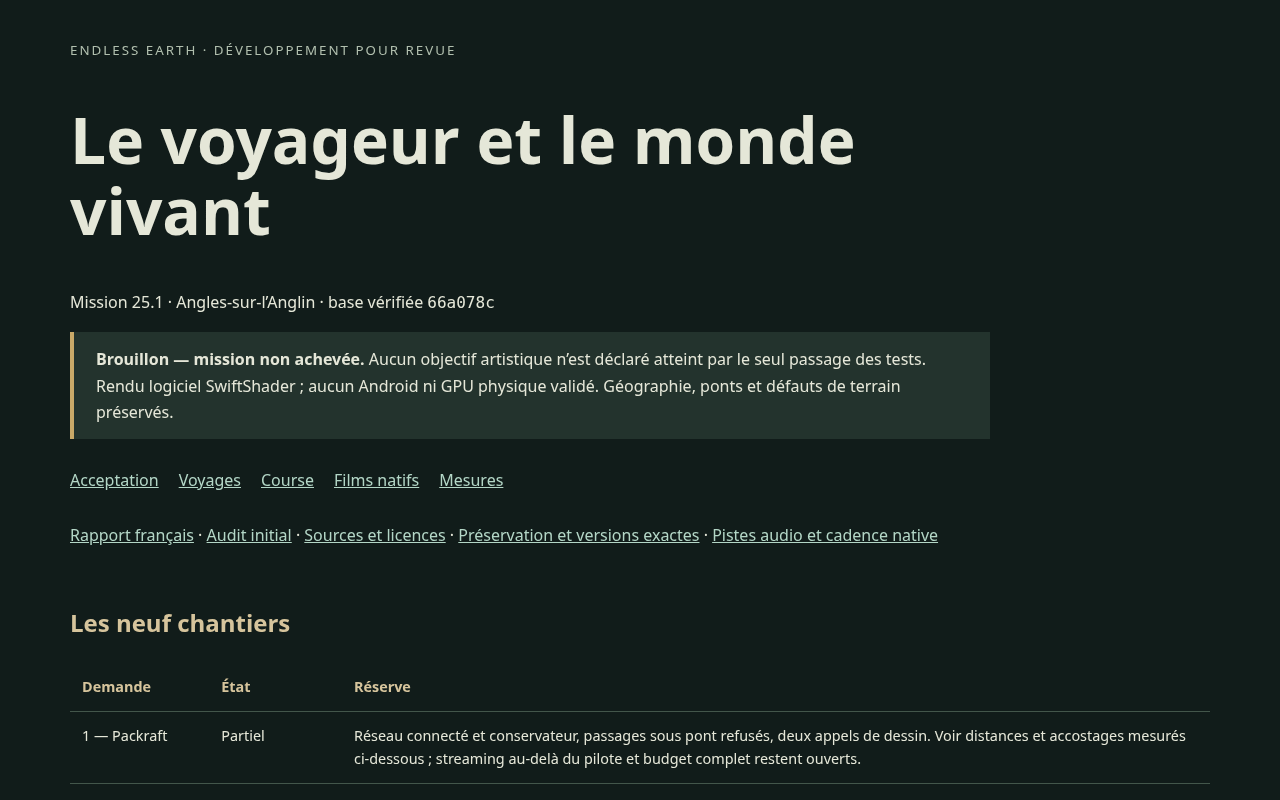 ENDLESS EARTH · DÉVELOPPEMENT POUR REVUE
Le voyageur et le monde
vivant
Mission 25.1 · Angles-sur-l’Anglin · base vérifiée 66a078c
Brouillon — mission non achevée. Aucun objectif artistique n’est déclaré atteint par le seul passage des tests.
Rendu logiciel SwiftShader ; aucun Android ni GPU physique validé. Géographie, ponts et défauts de terrain
préservés.
Acceptation Voyages Course Films natifs Mesures
Rapport français · Audit initial · Sources et licences · Préservation et versions exactes · Pistes audio et cadence native
Les neuf chantiers
Demande État Réserve
1 — Packraft Partiel Réseau connecté et conservateur, passages sous pont refusés, deux appels de dessin. Voir distances et accostages mesurés
ci-dessous ; streaming au-delà du pilote et budget complet restent ouverts.